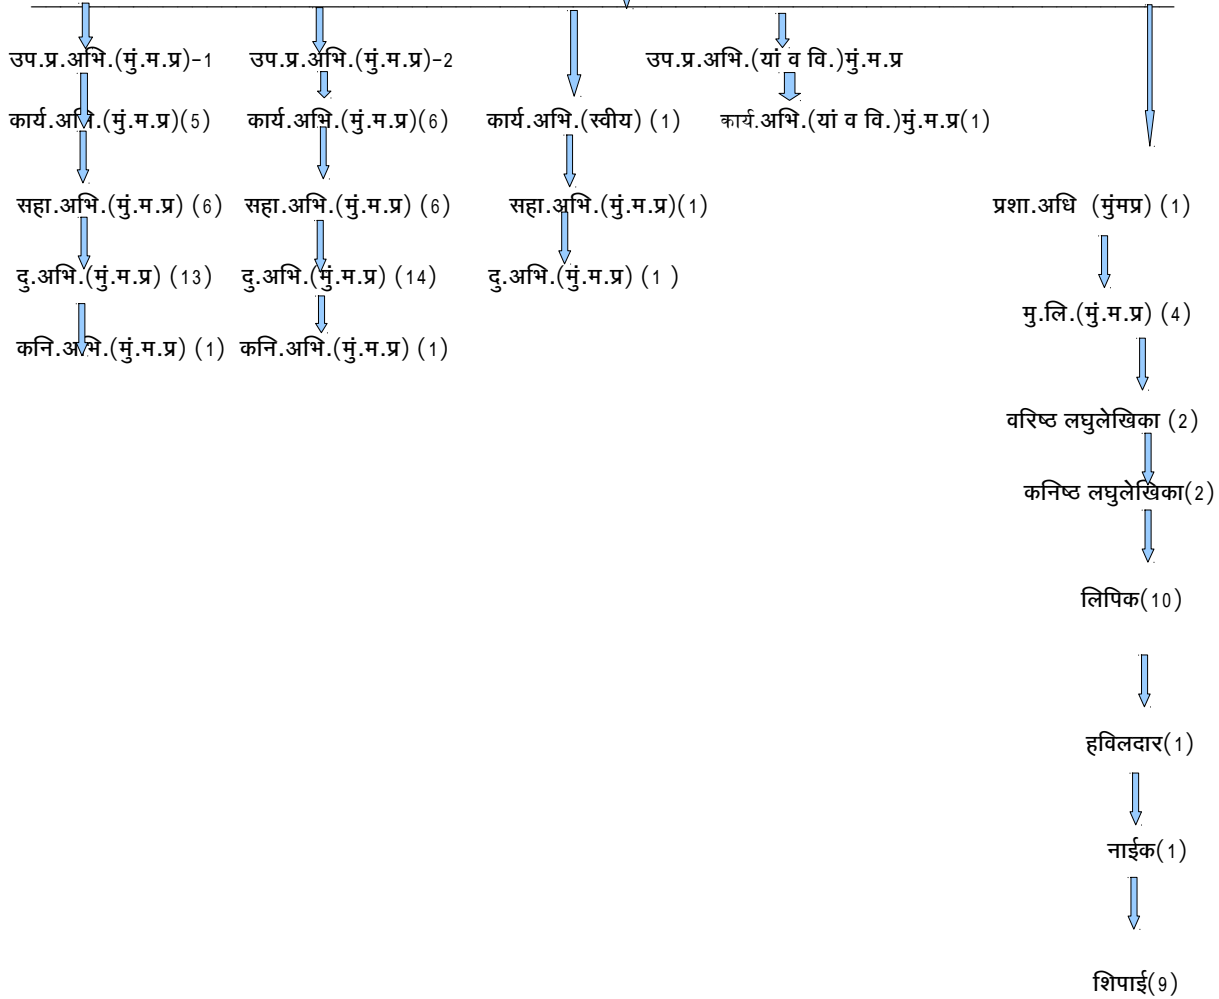 उप.प्र.अभि.(मुं.म.प्र)-1 उप.प्र.अभि.(मुं.म.प्र)-2 उप.प्र.अभि.(यां व वि.)मुं.म.प्र
कार्य.अभि.(मुं.म.प्र)(5) कार्य.अभि.(मुं.म.प्र)(6) कार्य.अभि.(स्वीय) (1) कार्य.अभि.(यां व वि.)मुं.म.प्र(1)
सहा.अभि.(मुं.म.प्र) (6) सहा.अभि.(मुं.म.प्र) (6) सहा.अभि.(मुं.म.प्र)(1) प्रशा.अधि (मुंमप्र) (1)
दु.अभि.(मुं.म.प्र) (13) दु.अभि.(मुं.म.प्र) (14) दु.अभि.(मुं.म.प्र) (1 )
मु.लि.(मुं.म.प्र) (4)
कनि.अभि.(मुं.म.प्र) (1) कनि.अभि.(मुं.म.प्र) (1)
वरिष्ठ लघुलेखिका (2)
कनिष्ठ लघुलेखिका(2)
लिपिक(10)
हविलदार(1)
नाईक(1)
शिपाई(9)